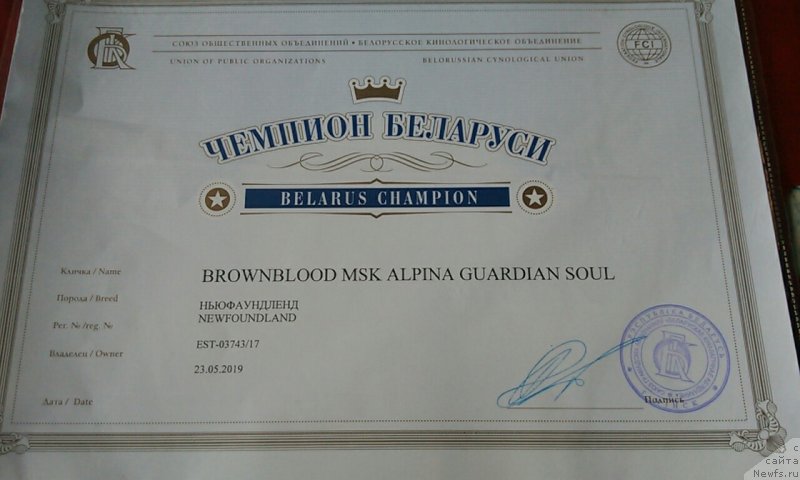 СОЮЗ ОБЩЕСТВЕННЫХ ОБЪЕДИНЕНИЙ • БЕЛОРУССКОЕ КИНОЛОГИЧЕСКОЕ ОБЪЕДИНЕНИЕ
UNION OF PUBLIC ORGANIZATIONS BELORUSSIAN CYNOLOGICAL UNION
FCI
ЧЕМПИОН БЕЛАРУСИ
BELARUS CHAMPION
Кличка / Name BROWNBLOOD MSK ALPINA GUARDIAN SOUL
Порода / Breed НЬЮФАУНДЛЕНД
NEWFOUNDLAND
Рег. № /reg. № EST-03743/17
Владелец / Owner
23.05.2019
Дата / Date
Подпись
РЕСПУБЛИКА БЕЛАРУСЬ
с
сайта
Newfs.ru